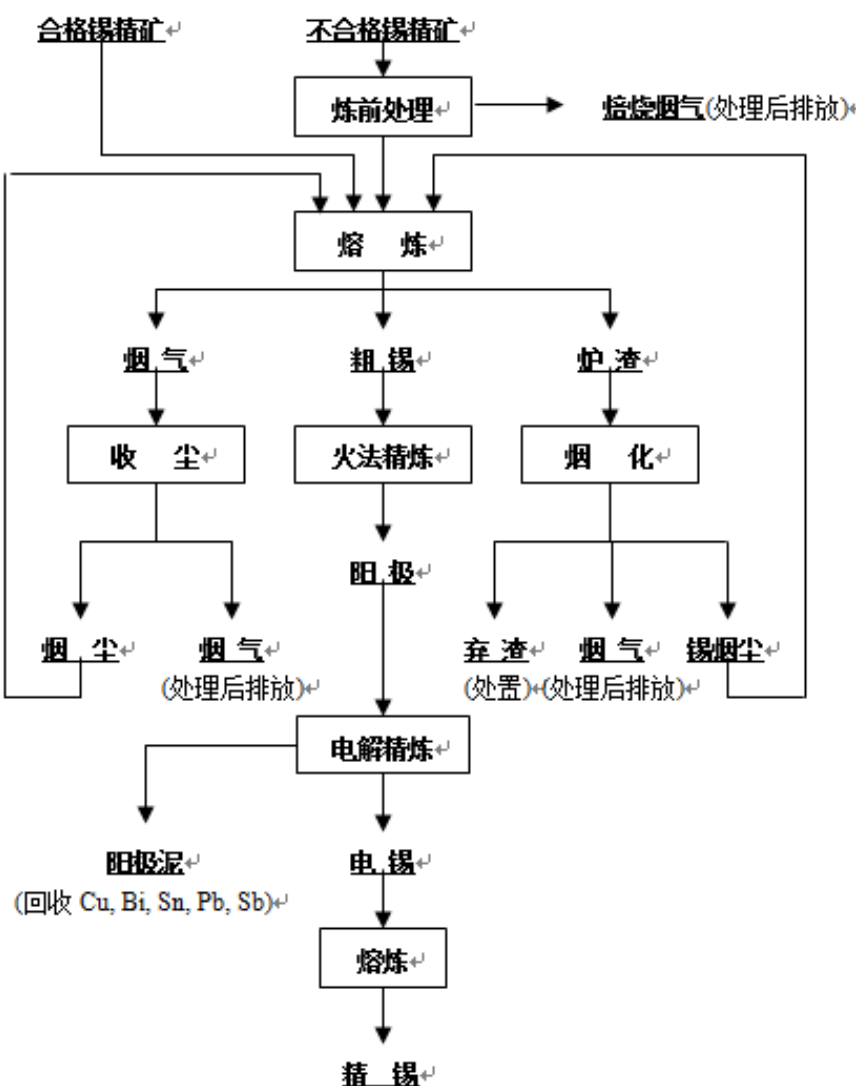 合格锡精矿
不合格锡精矿
炼前处理
焙烧烟气(处理后排放)
熔 炼
烟 气
粗 锡
炉 渣
收 尘
火法精炼
烟 化
阳 极
烟 尘
烟 气
(处理后排放)
弃 渣
(处置)
烟 气
(处理后排放)
锡烟尘
电解精炼
阳极泥
(回收 Cu, Bi, Sn, Pb, Sb)
电 锡
熔炼
精 锡